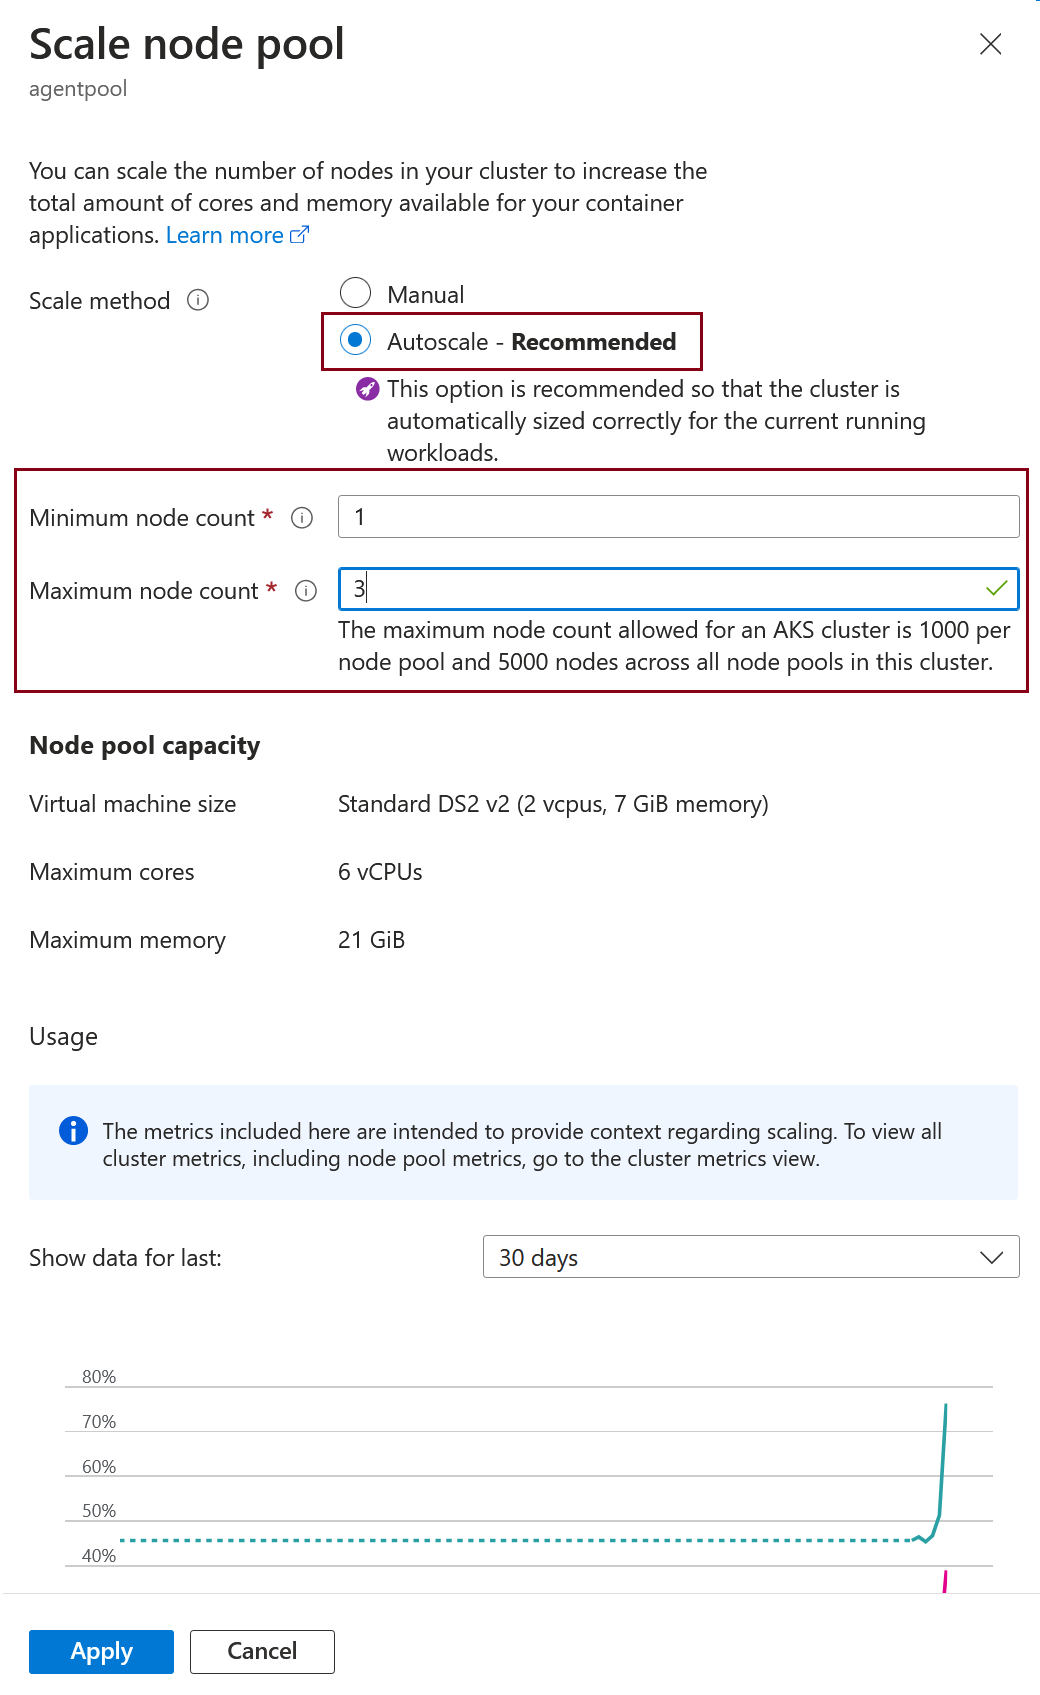 Scale node pool
agentpool
You can scale the number of nodes in your cluster to increase the
total amount of cores and memory available for your container
applications. Learn more
Scale method
Manual
Autoscale - Recommended
This option is recommended so that the cluster is
automatically sized correctly for the current running
workloads.
Minimum node count *
1
Maximum node count *
3
The maximum node count allowed for an AKS cluster is 1000 per
node pool and 5000 nodes across all node pools in this cluster.
Node pool capacity
Virtual machine size
Standard DS2 v2 (2 vcpus, 7 GiB memory)
Maximum cores
6 vCPUs
Maximum memory
21 GiB
Usage
The metrics included here are intended to provide context regarding scaling. To view all
cluster metrics, including node pool metrics, go to the cluster metrics view.
Show data for last:
30 days
80%
70%
60%
50%
40%
Apply
Cancel